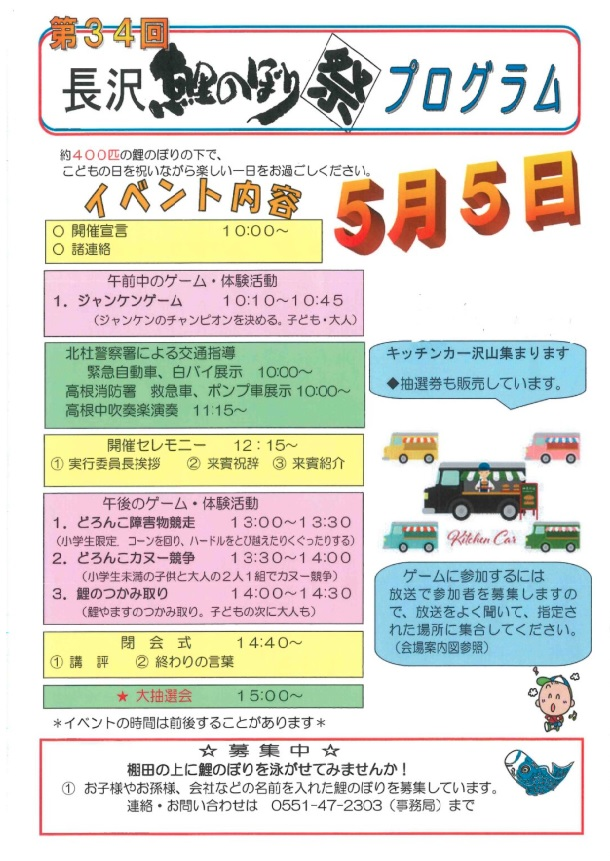 第34回
長沢鯉のぼり祭プログラム
約400匹の鯉のぼりの下で、
こどもの日を祝いながら楽しい一日をお過ごしください。
イベント内容
5月5日
○ 開催宣言 10:00～
○ 諸連絡
午前中のゲーム・体験活動
1．ジャンケンゲーム 10:10～10:45
（ジャンケンのチャンピオンを決める。子ども・大人）
北杜警察署による交通指導
緊急自動車、白バイ展示 10:00～
高根消防署 救急車、ポンプ車展示 10:00～
高根中吹奏楽演奏 11:15～
キッチンカー沢山集まります
◆抽選券も販売しています。
開催セレモニー 12：15～
① 実行委員長挨拶 ② 来賓祝辞 ③ 来賓紹介
Kitchen Car
午後のゲーム・体験活動
1．どろんこ障害物競走 13:00～13:30
（小学生限定．コーンを回り、ハードルをとび越えたりくぐったりする）
2．どろんこカヌー競争 13:30～14:00
（小学生未満の子供と大人の2人1組でカヌー競争）
3．鯉のつかみ取り 14:00～14:30
（鯉やますのつかみ取り。子どもの次に大人も）
ゲームに参加するには
放送で参加者を募集しますの
で、放送をよく聞いて、指定さ
れた場所に集合してください。
（会場案内図参照）
閉 会 式 14:40～
① 講 評 ② 終わりの言葉
★ 大抽選会 15:00～
＊イベントの時間は前後することがあります＊
☆ 募 集 中 ☆
棚田の上に鯉のぼりを泳がせてみませんか！
① お子様やお孫様、会社などの名前を入れた鯉のぼりを募集しています。
連絡・お問い合わせは 0551-47-2303（事務局）まで